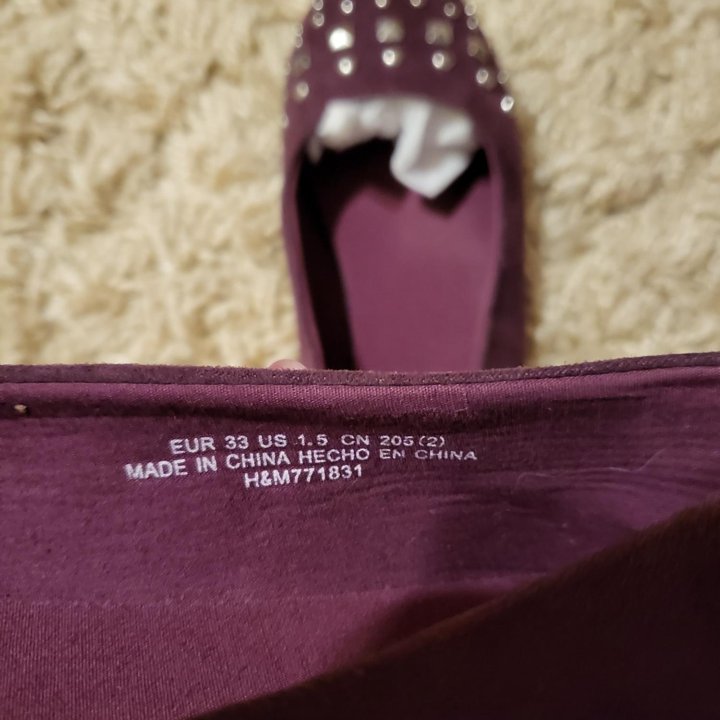 EUR 33 US 1.5 CN 205(2)
MADE IN CHINA HECHO EN CHINA
H&M771831